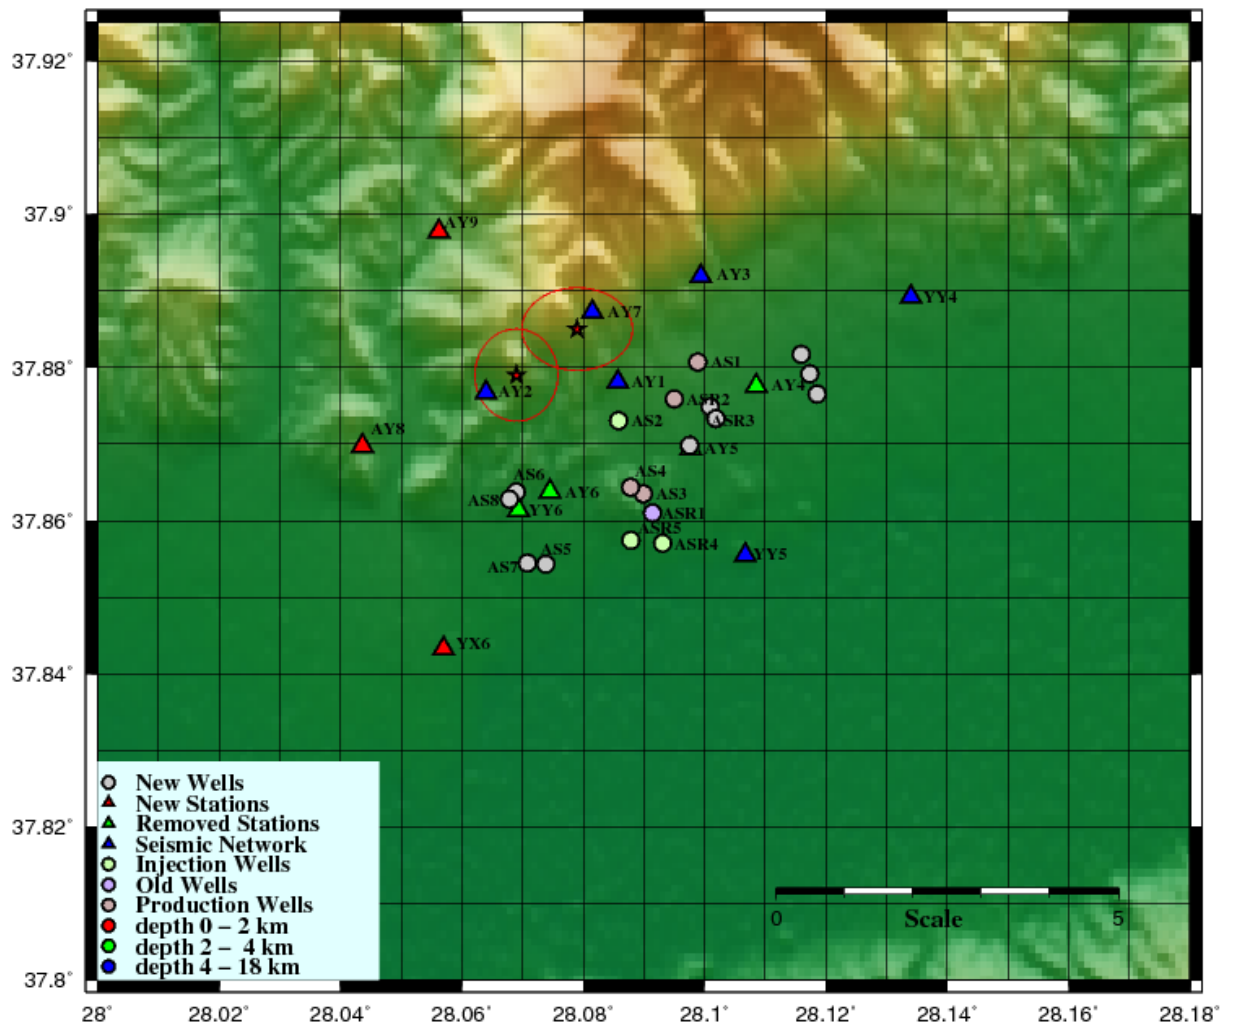 37.92°
37.9°
AY9
AY3
YY4
AY7
37.88°
AS1
AY1
AY4
AY2
ASR2
AS2
ASR3
AY8
AY5
AS4
AS6
AY6
AS3
AS8
YY6
ASR1
37.86°
ASR5
ASR4
AS5
YY5
AS7
YX6
37.84°
New Wells
New Stations
Removed Stations
37.82°
Seismic Network
Injection Wells
Old Wells
Production Wells
0 Scale 5
depth 0 – 2 km
depth 2 – 4 km
depth 4 – 18 km
37.8°
28° 28.02° 28.04° 28.06° 28.08° 28.1° 28.12° 28.14° 28.16° 28.18°